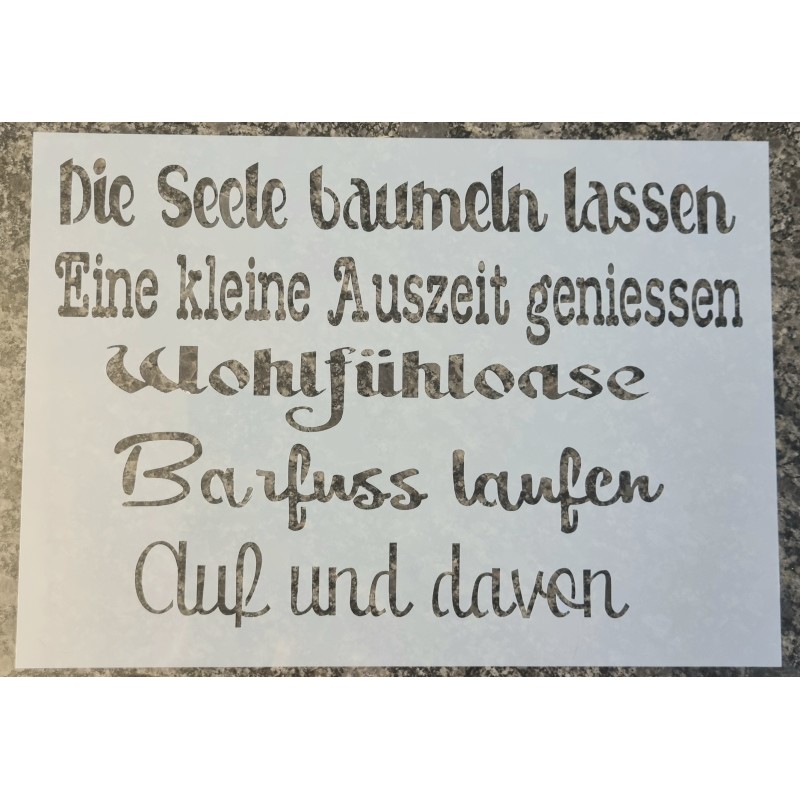 Die Seele baumeln lassen
Eine kleine Auszeit geniessen
Wohlfühloase
Barfuss laufen
Auf und davon